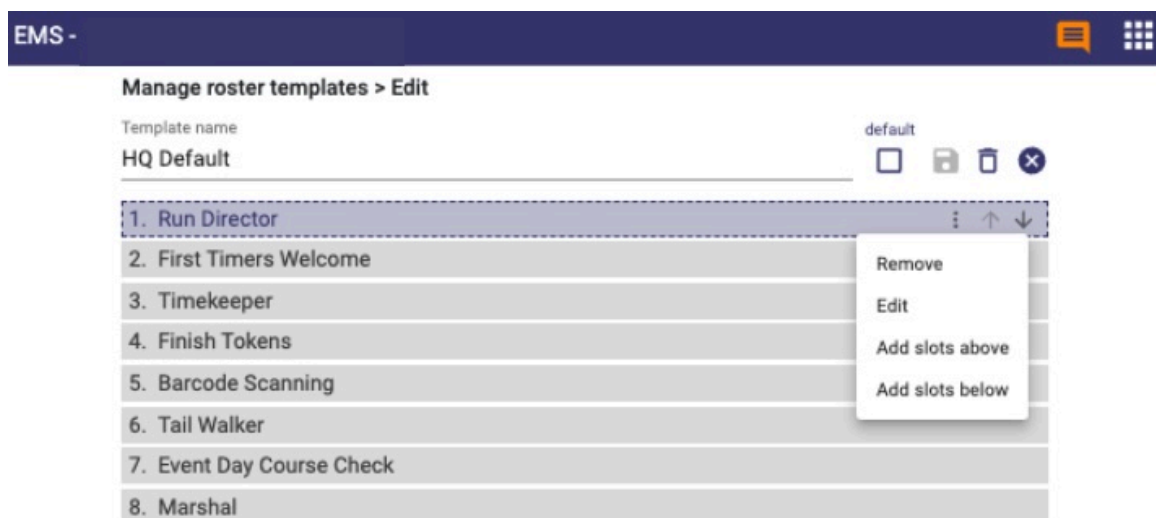 EMS -
Manage roster templates > Edit
Template name
default
HQ Default
1. Run Director
2. First Timers Welcome
Remove
3. Timekeeper
Edit
4. Finish Tokens
Add slots above
5. Barcode Scanning
Add slots below
6. Tail Walker
7. Event Day Course Check
8. Marshal